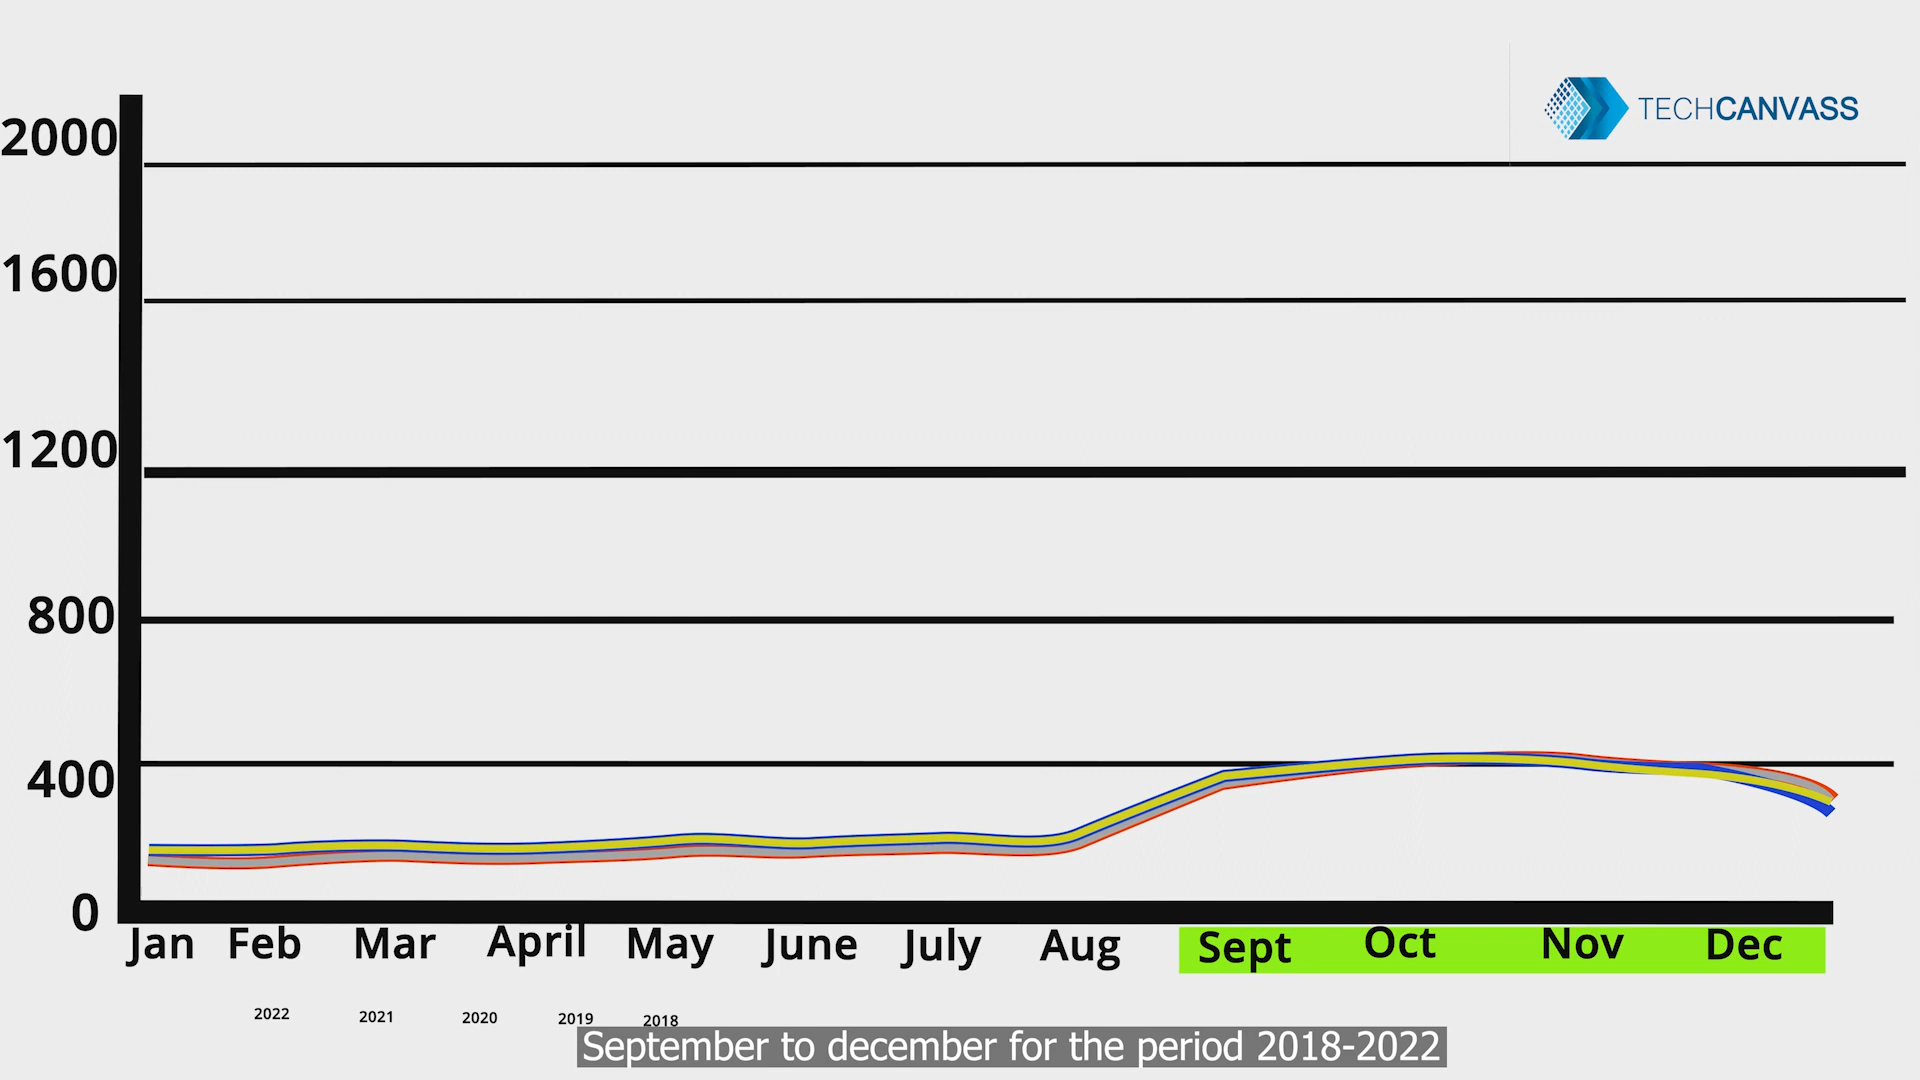 TECHCANVASS
2000
1600
1200
800
400
0
Jan Feb Mar April May June July Aug Sept Oct Nov Dec
2022 2021 2020 2019 2018
September to december for the period 2018-2022